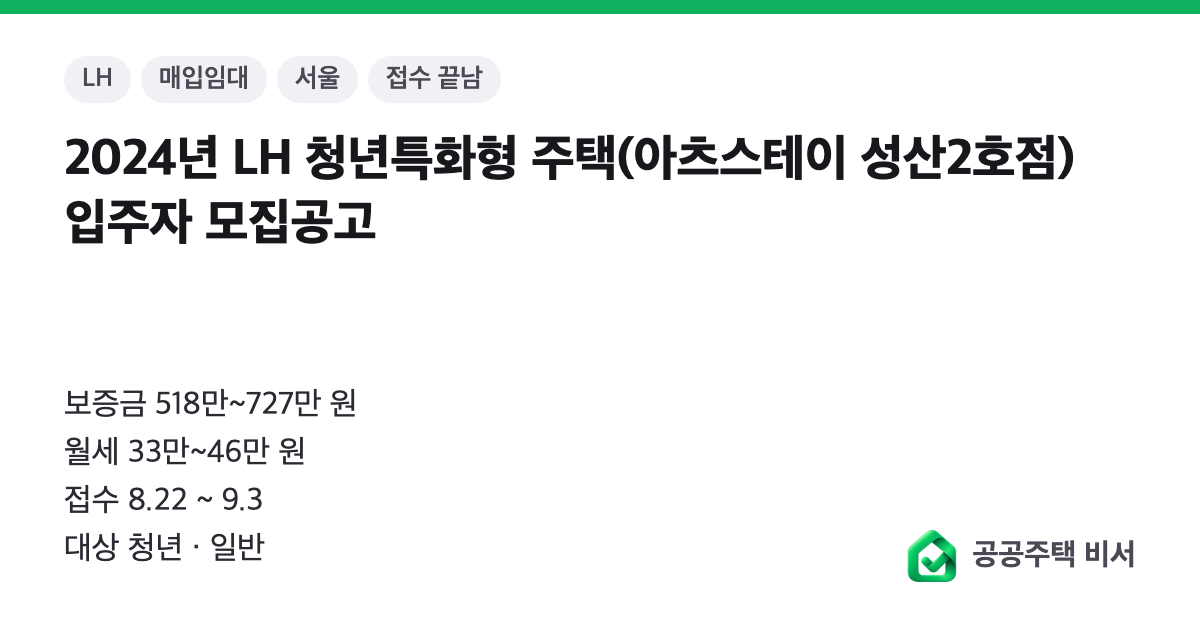 LH 매입임대 서울 접수 끝남
2024년 LH 청년특화형 주택(아츠스테이 성산2호점)
입주자 모집공고
보증금 518만~727만 원
월세 33만~46만 원
접수 8.22 ~ 9.3
대상 청년 · 일반
공공주택 비서